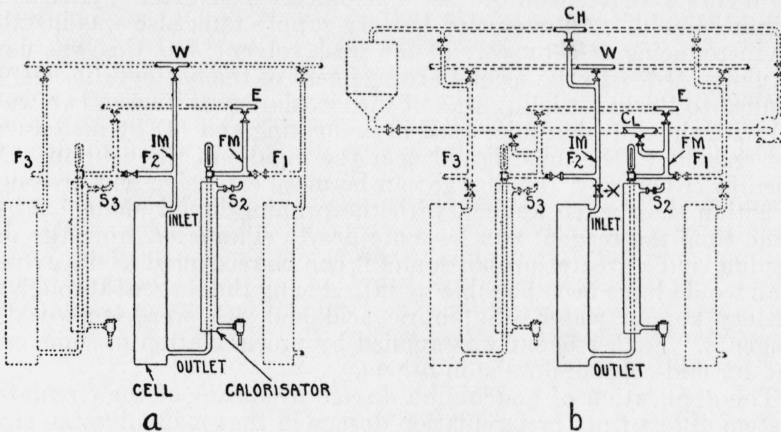 W
E
IM
FM
F3
F2
F1
S3
S2
INLET
OUTLET
CELL
CALORISATOR
a
CH
W
E
CL
IM
FM
F3
F2
F1
S3
S2
INLET
OUTLET
b